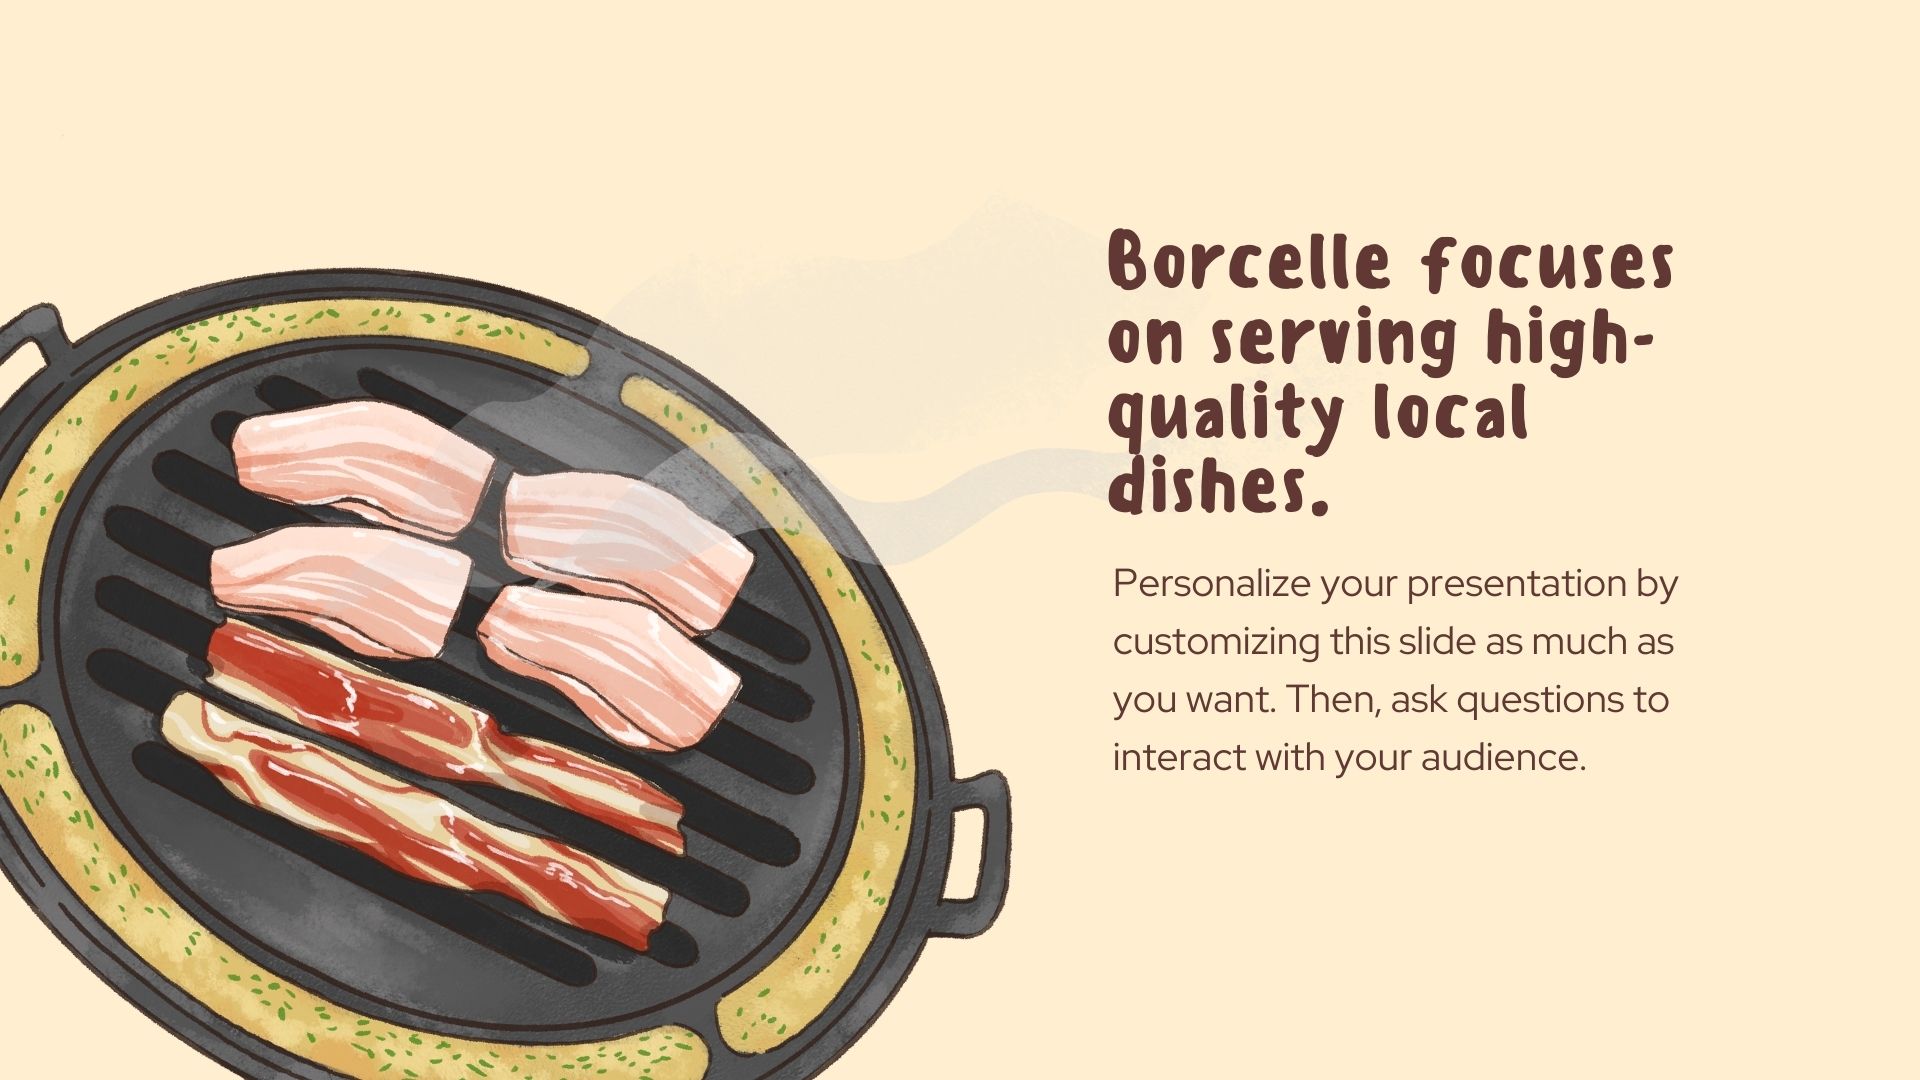 Borcelle focuses
on serving high-
quality local
dishes.
Personalize your presentation by
customizing this slide as much as
you want. Then, ask questions to
interact with your audience.